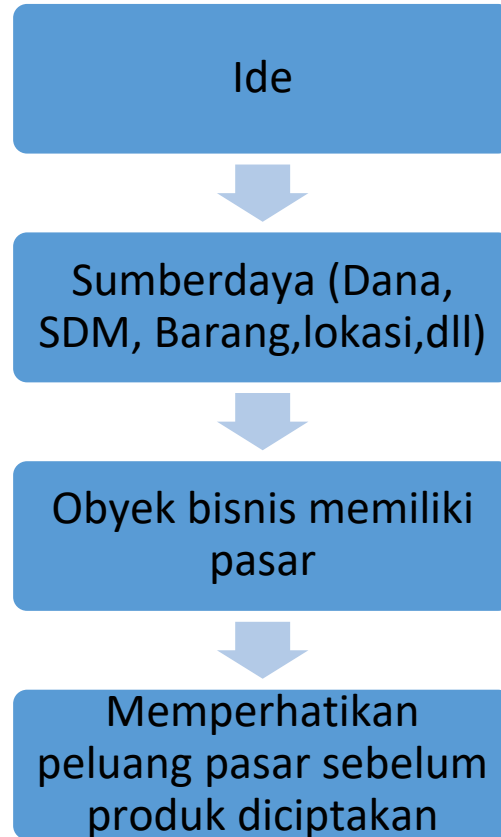 Ide
Sumberdaya (Dana,
SDM, Barang,lokasi,dll)
Obyek bisnis memiliki
pasar
Memperhatikan
peluang pasar sebelum
produk diciptakan